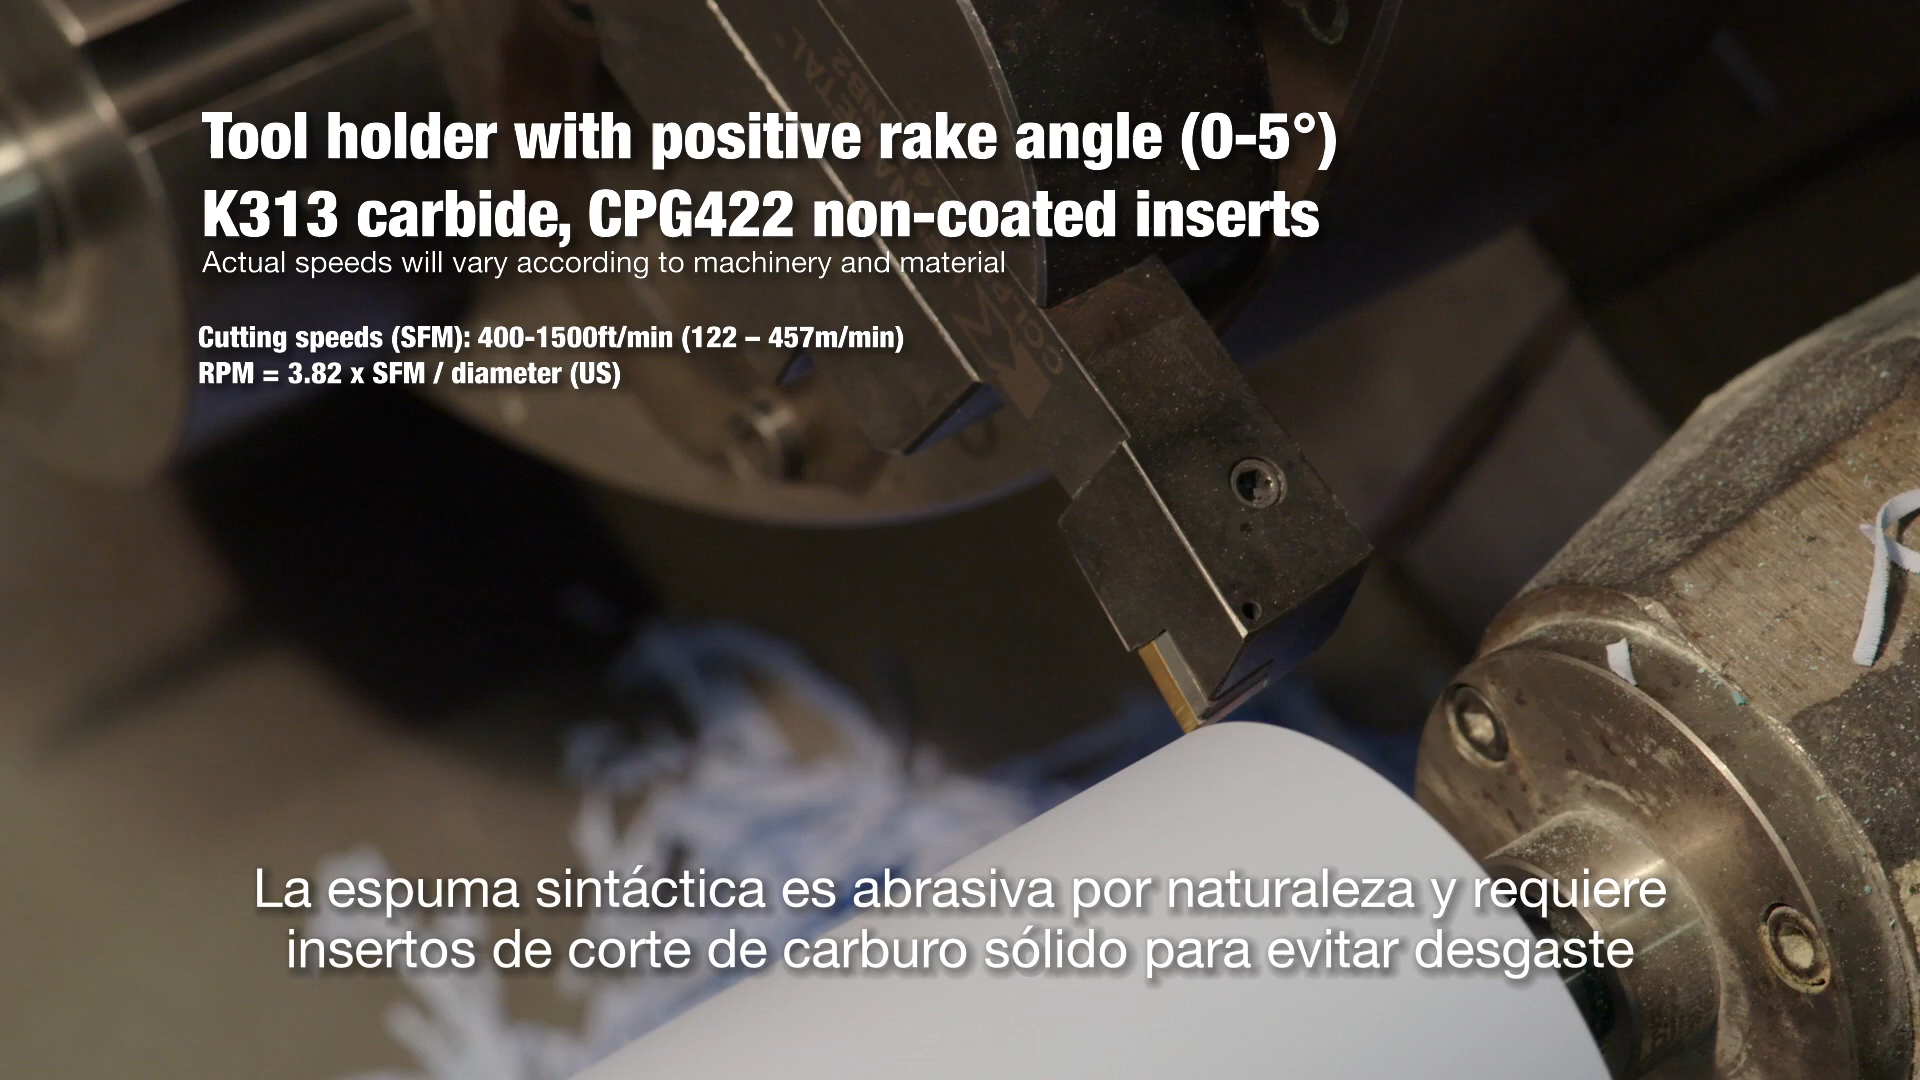 Tool holder with positive rake angle (0-5°)
K313 carbide, CPG422 non-coated inserts
Actual speeds will vary according to machinery and material
Cutting speeds (SFM): 400-1500ft/min (122 – 457m/min)
RPM = 3.82 x SFM / diameter (US)
La espuma sintáctica es abrasiva por naturaleza y requiere
insertos de corte de carburo sólido para evitar desgaste